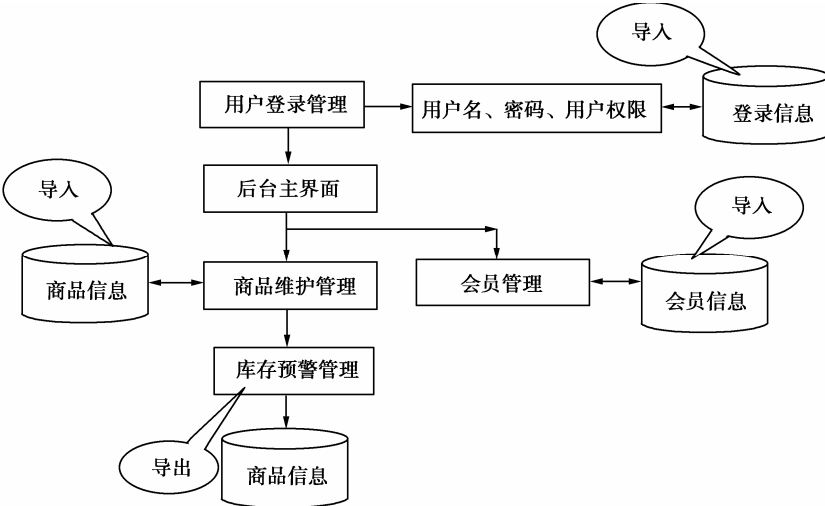 导入
用户登录管理
用户名、密码、用户权限
登录信息
导入
后台主界面
导入
商品信息
商品维护管理
会员管理
会员信息
库存预警管理
导出
商品信息